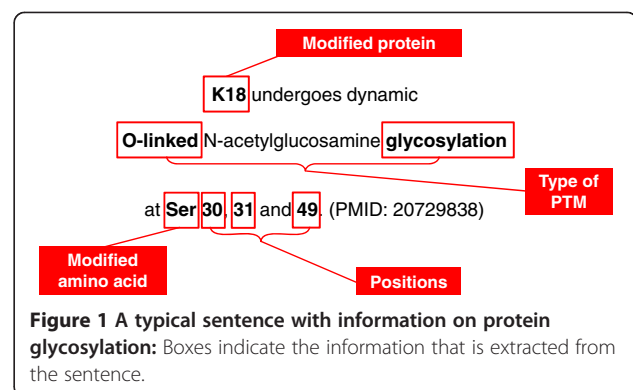 Modified protein
K18 undergoes dynamic
O-linked N-acetylglucosamine glycosylation
Type of
PTM
at Ser 30, 31 and 49. (PMID: 20729838)
Modified
amino acid
Positions
Figure 1 A typical sentence with information on protein
glycosylation: Boxes indicate the information that is extracted from
the sentence.